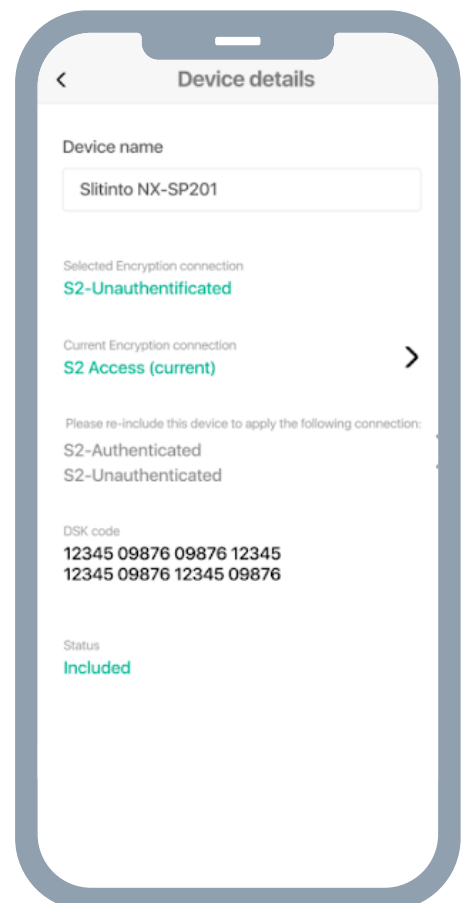 Device details
Device name
Slitinto NX-SP201
Selected Encryption connection
S2-Unauthentificated
Current Encryption connection
S2 Access (current)
Please re-include this device to apply the following connection:
S2-Authenticated
S2-Unauthenticated
DSK code
12345 09876 09876 12345
12345 09876 12345 09876
Status
Included